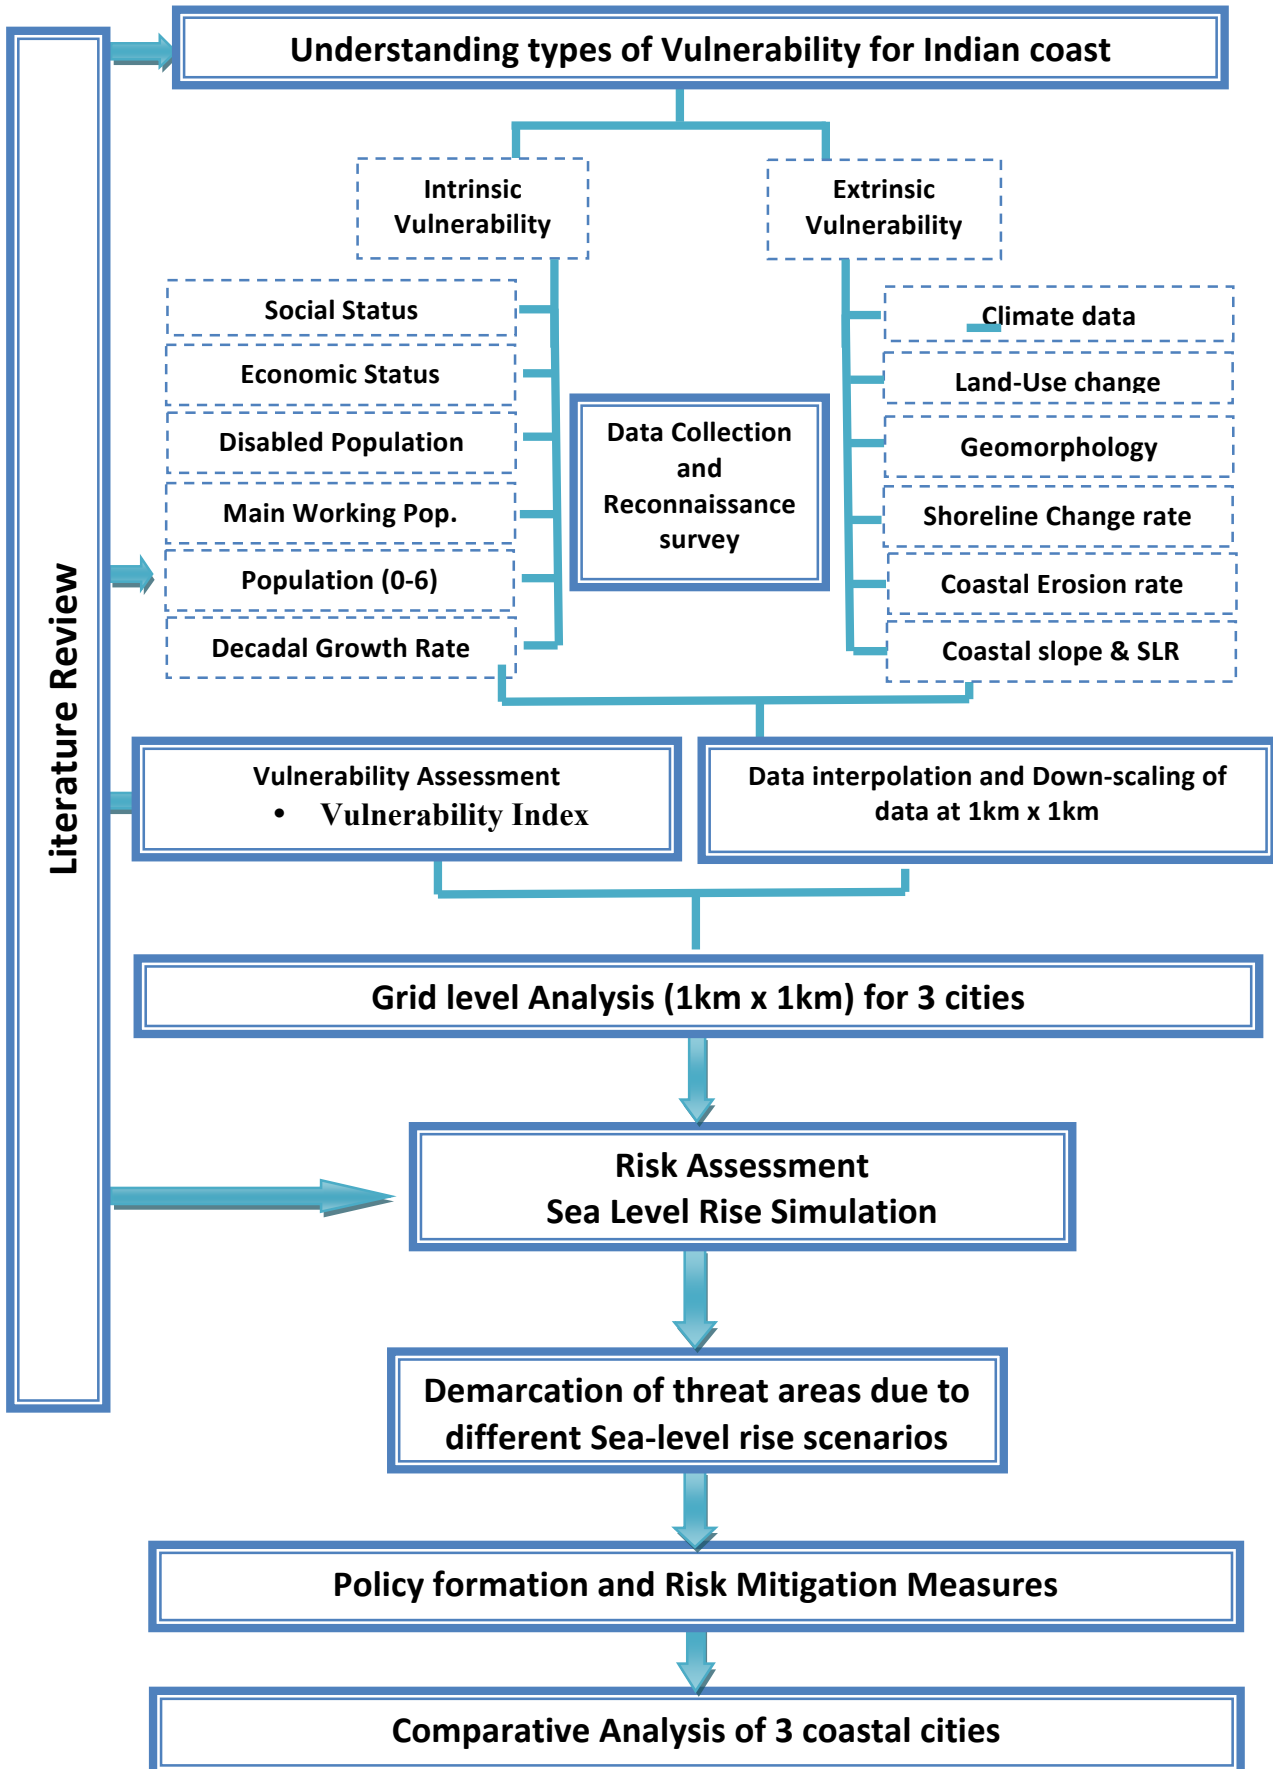 Understanding types of Vulnerability for Indian coast
Literature Review
Intrinsic
Vulnerability
Extrinsic
Vulnerability
Social Status
Economic Status
Disabled Population
Main Working Pop.
Population (0-6)
Decadal Growth Rate
Data Collection
and
Reconnaissance
survey
Climate data
Land-Use change
Geomorphology
Shoreline Change rate
Coastal Erosion rate
Coastal slope & SLR
Vulnerability Assessment
• Vulnerability Index
Data interpolation and Down-scaling of
data at 1km x 1km
Grid level Analysis (1km x 1km) for 3 cities
Risk Assessment
Sea Level Rise Simulation
Demarcation of threat areas due to
different Sea-level rise scenarios
Policy formation and Risk Mitigation Measures
Comparative Analysis of 3 coastal cities